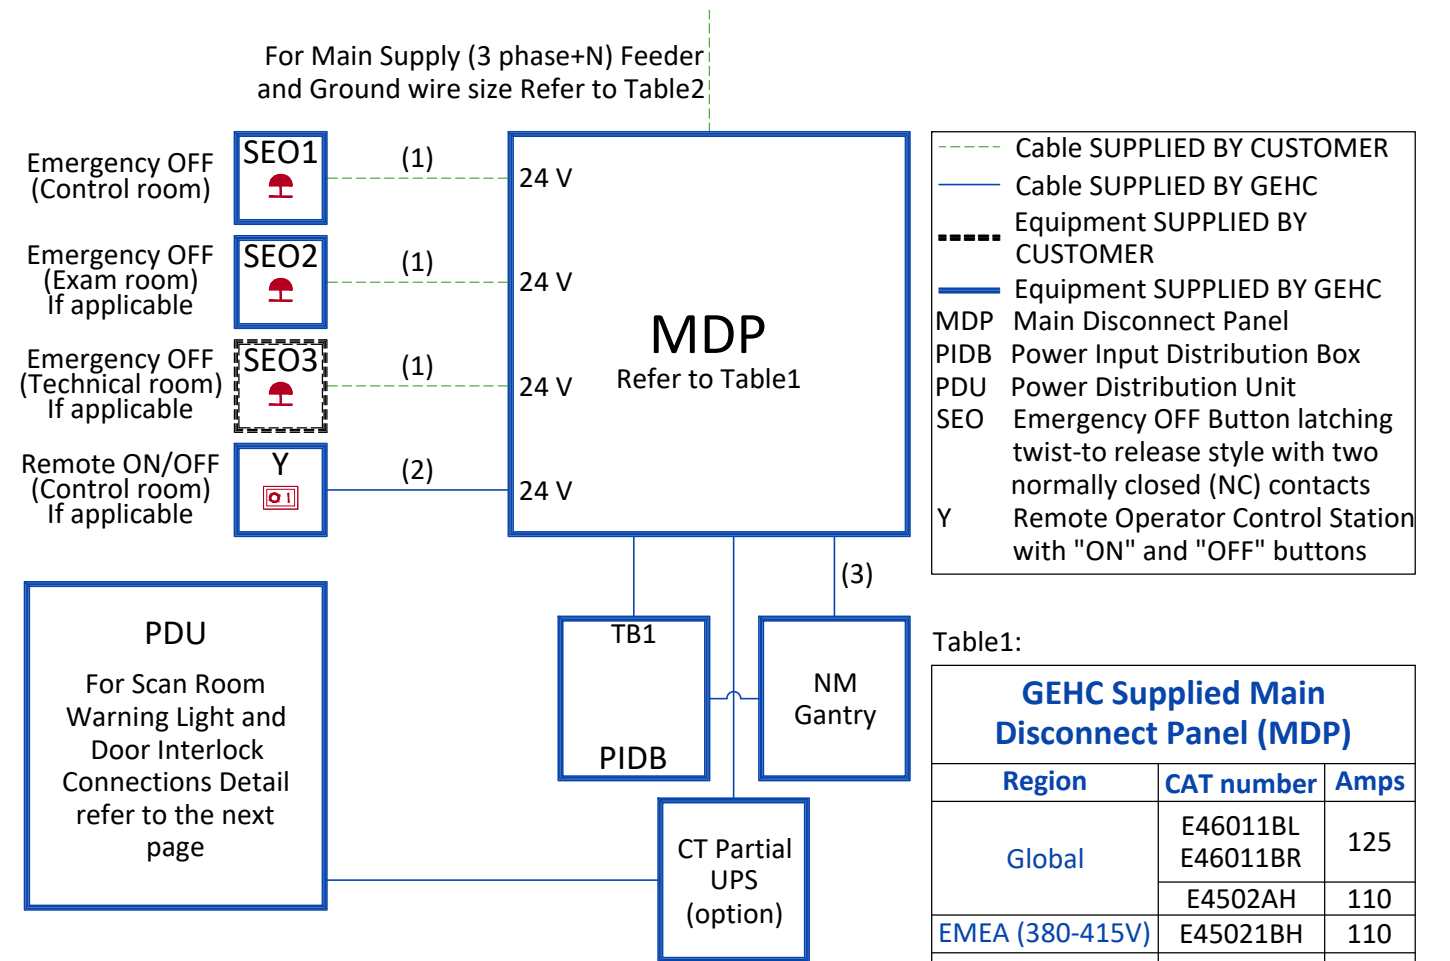 For Main Supply (3 phase+N) Feeder
and Ground wire size Refer to Table2
Emergency OFF
(Control room)
SEO1
(1)
24 V
Emergency OFF
(Exam room)
If applicable
SEO2
(1)
24 V
Emergency OFF
(Technical room)
If applicable
SEO3
(1)
24 V
Remote ON/OFF
(Control room)
If applicable
Y
(2)
24 V
MDP
Refer to Table1
(3)
PDU
For Scan Room
Warning Light and
Door Interlock
Connections Detail
refer to the next
page
TB1
PIDB
NM
Gantry
CT Partial
UPS
(option)
Cable SUPPLIED BY CUSTOMER
Cable SUPPLIED BY GEHC
Equipment SUPPLIED BY
CUSTOMER
Equipment SUPPLIED BY GEHC
MDP Main Disconnect Panel
PIDB Power Input Distribution Box
PDU Power Distribution Unit
SEO Emergency OFF Button latching
twist-to release style with two
normally closed (NC) contacts
Y Remote Operator Control Station
with "ON" and "OFF" buttons
Table1:
GEHC Supplied Main
Disconnect Panel (MDP)
Region CAT number Amps
Global
E46011BL
E46011BR
125
E4502AH 110
EMEA (380-415V) E45021BH 110